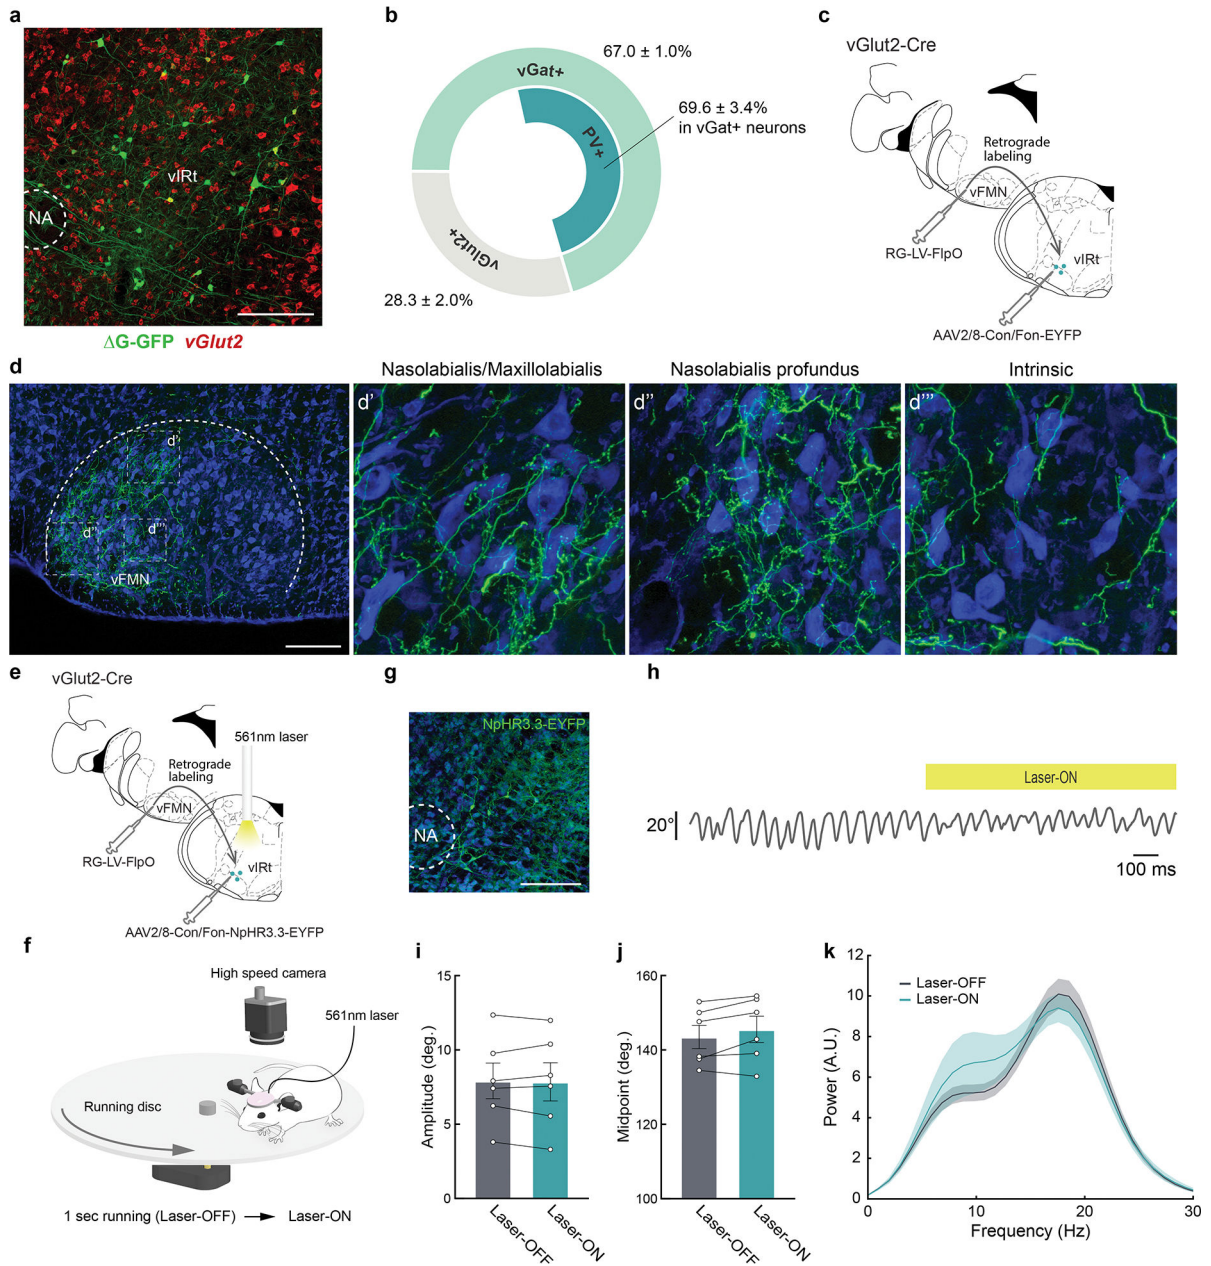 a
vIRt
NA
ΔG-GFP vGlut2
b
67.0 ± 1.0%
vGat+
69.6 ± 3.4%
in vGat+ neurons
PV+
vGlut2+
28.3 ± 2.0%
c
vGlut2-Cre
Retrograde
labeling
vFMN
RG-LV-FlpO
vIRt
AAV2/8-Con/Fon-EYFP
d
d'
d''
d'''
vFMN
Nasolabialis/Maxillolabialis
d'
Nasolabialis profundus
d''
Intrinsic
d'''
e
vGlut2-Cre
561nm laser
Retrograde
labeling
vFMN
RG-LV-FlpO
vIRt
AAV2/8-Con/Fon-NpHR3.3-EYFP
g
NpHR3.3-EYFP
NA
h
Laser-ON
20°
100 ms
f
High speed camera
561nm laser
Running disc
1 sec running (Laser-OFF) → Laser-ON
i
Amplitude (deg.)
15
10
5
0
Laser-OFF
Laser-ON
j
Midpoint (deg.)
160
140
120
100
Laser-OFF
Laser-ON
k
Power (A.U.)
12
10
8
6
4
2
0
Laser-OFF
Laser-ON
0 10 20 30
Frequency (Hz)